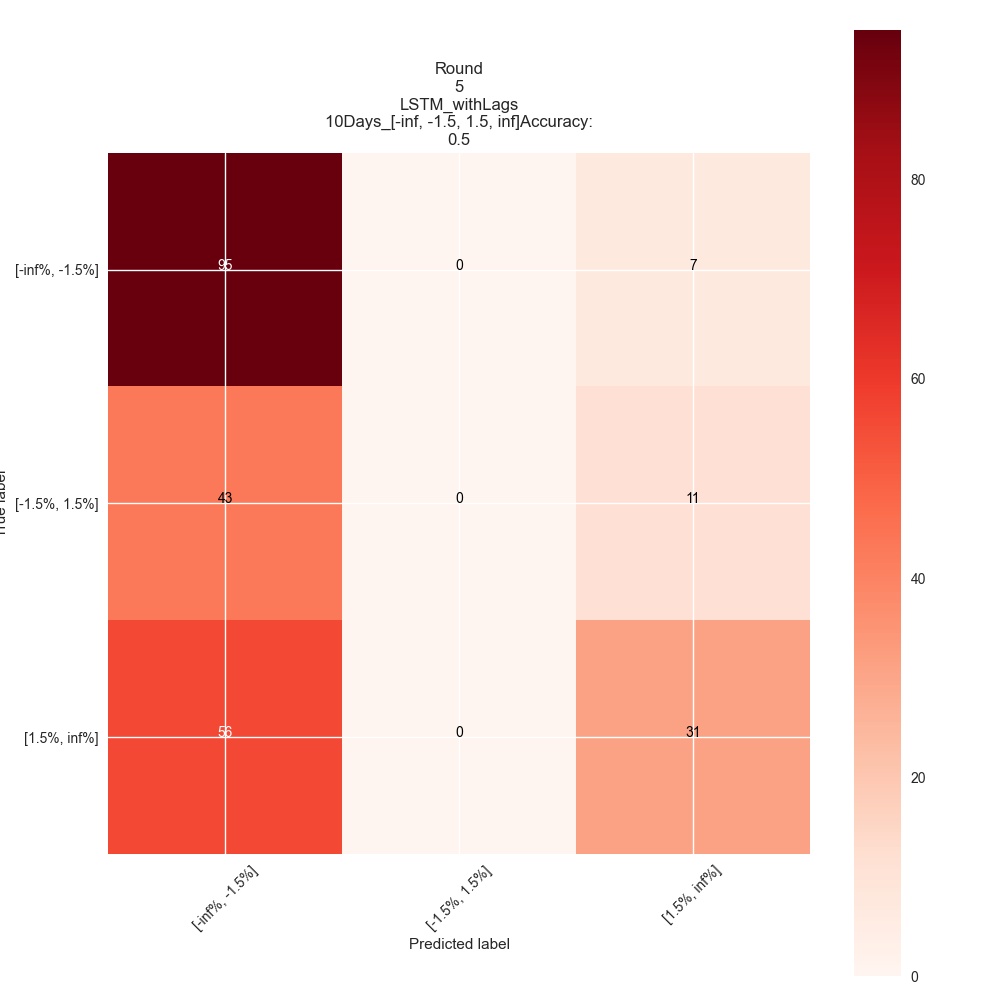 Round
5
LSTM_withLags
10Days_[-inf, -1.5, 1.5, inf]Accuracy:
0.5
80
[-inf%, -1.5%]
95 0 7
60
[-1.5%, 1.5%]
43 0 11
True label
40
[1.5%, inf%]
56 0 31
20
[-inf%, -1.5%]
[-1.5%, 1.5%]
[1.5%, inf%]
Predicted label
0